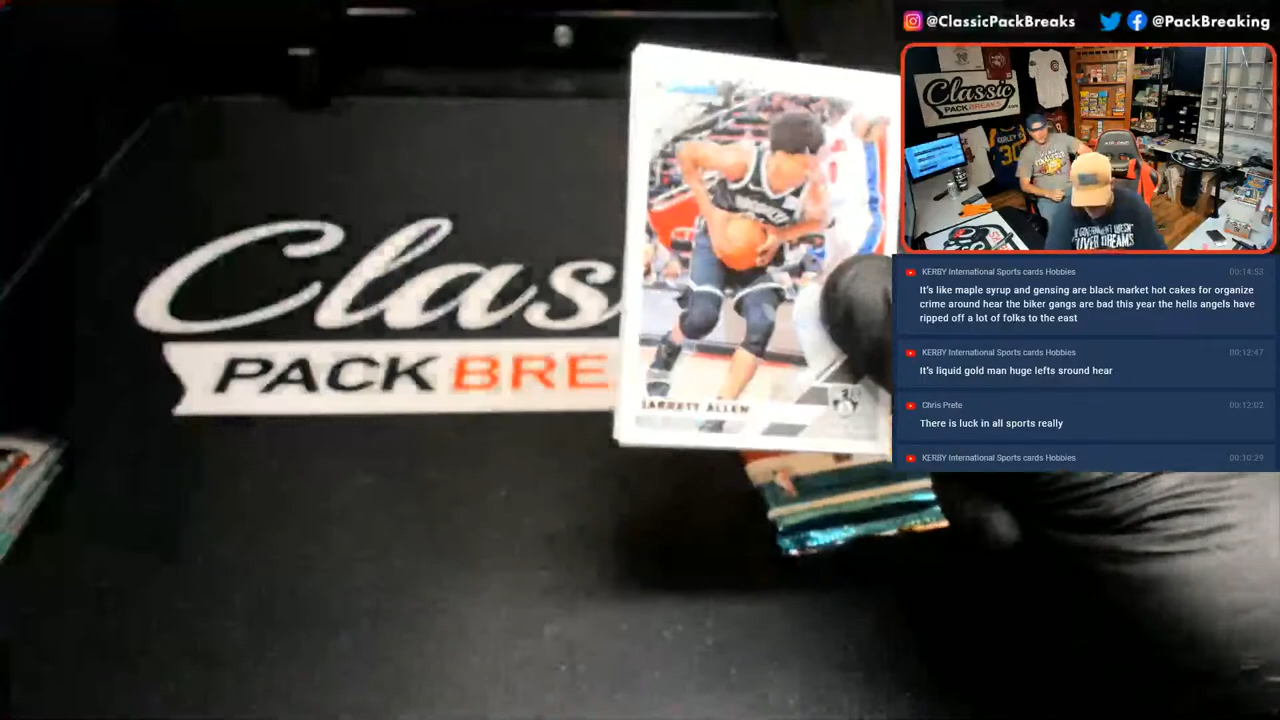 @ClassicPackBreaks
@PackBreaking
Classic
PACKBREAKS.com
30
KERBY International Sports cards Hobbies
00:14:53
It's like maple syrup and gensing are black market hot cakes for organize
crime around hear the biker gangs are bad this year the hells angels have
ripped off a lot of folks to the east
KERBY International Sports cards Hobbies
00:12:47
It's liquid gold man huge lefts sround hear
Chris Prete
00:12:02
There is luck in all sports really
KERBY International Sports cards Hobbies
00:10:29
Clas
PACK BRE
JARRETT ALLEN